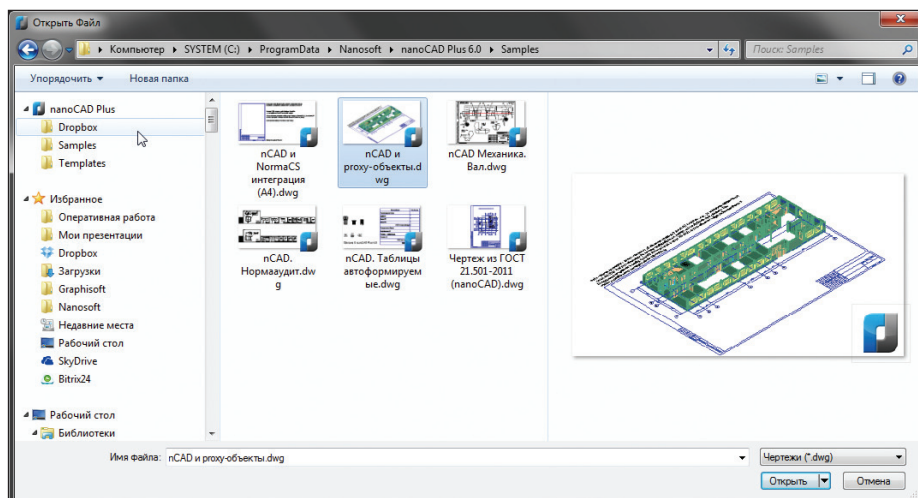 Открыть Файл
Компьютер
SYSTEM (C:)
ProgramData
Nanosoft
nanoCAD Plus 6.0
Samples
Поиск: Samples
Упорядочить
Новая папка
nanoCAD Plus
Dropbox
Samples
Templates
Избранное
Оперативная работа
Мои презентации
Dropbox
Загрузки
Graphisoft
Nanosoft
Недавние места
Рабочий стол
SkyDrive
Bitrix24
Рабочий стол
Библиотеки
nCAD и
NormaCS
интеграция
(A4).dwg
nCAD и
proxy-объекты.d
wg
nCAD Механика.
Вал.dwg
nCAD.
Нормааудит.dw
g
nCAD. Таблицы
автоформируем
ые.dwg
Чертеж из ГОСТ
21.501-2011
(nanoCAD).dwg
Имя файла:
nCAD и proxy-объекты.dwg
Чертежи (*.dwg)
Открыть
Отмена